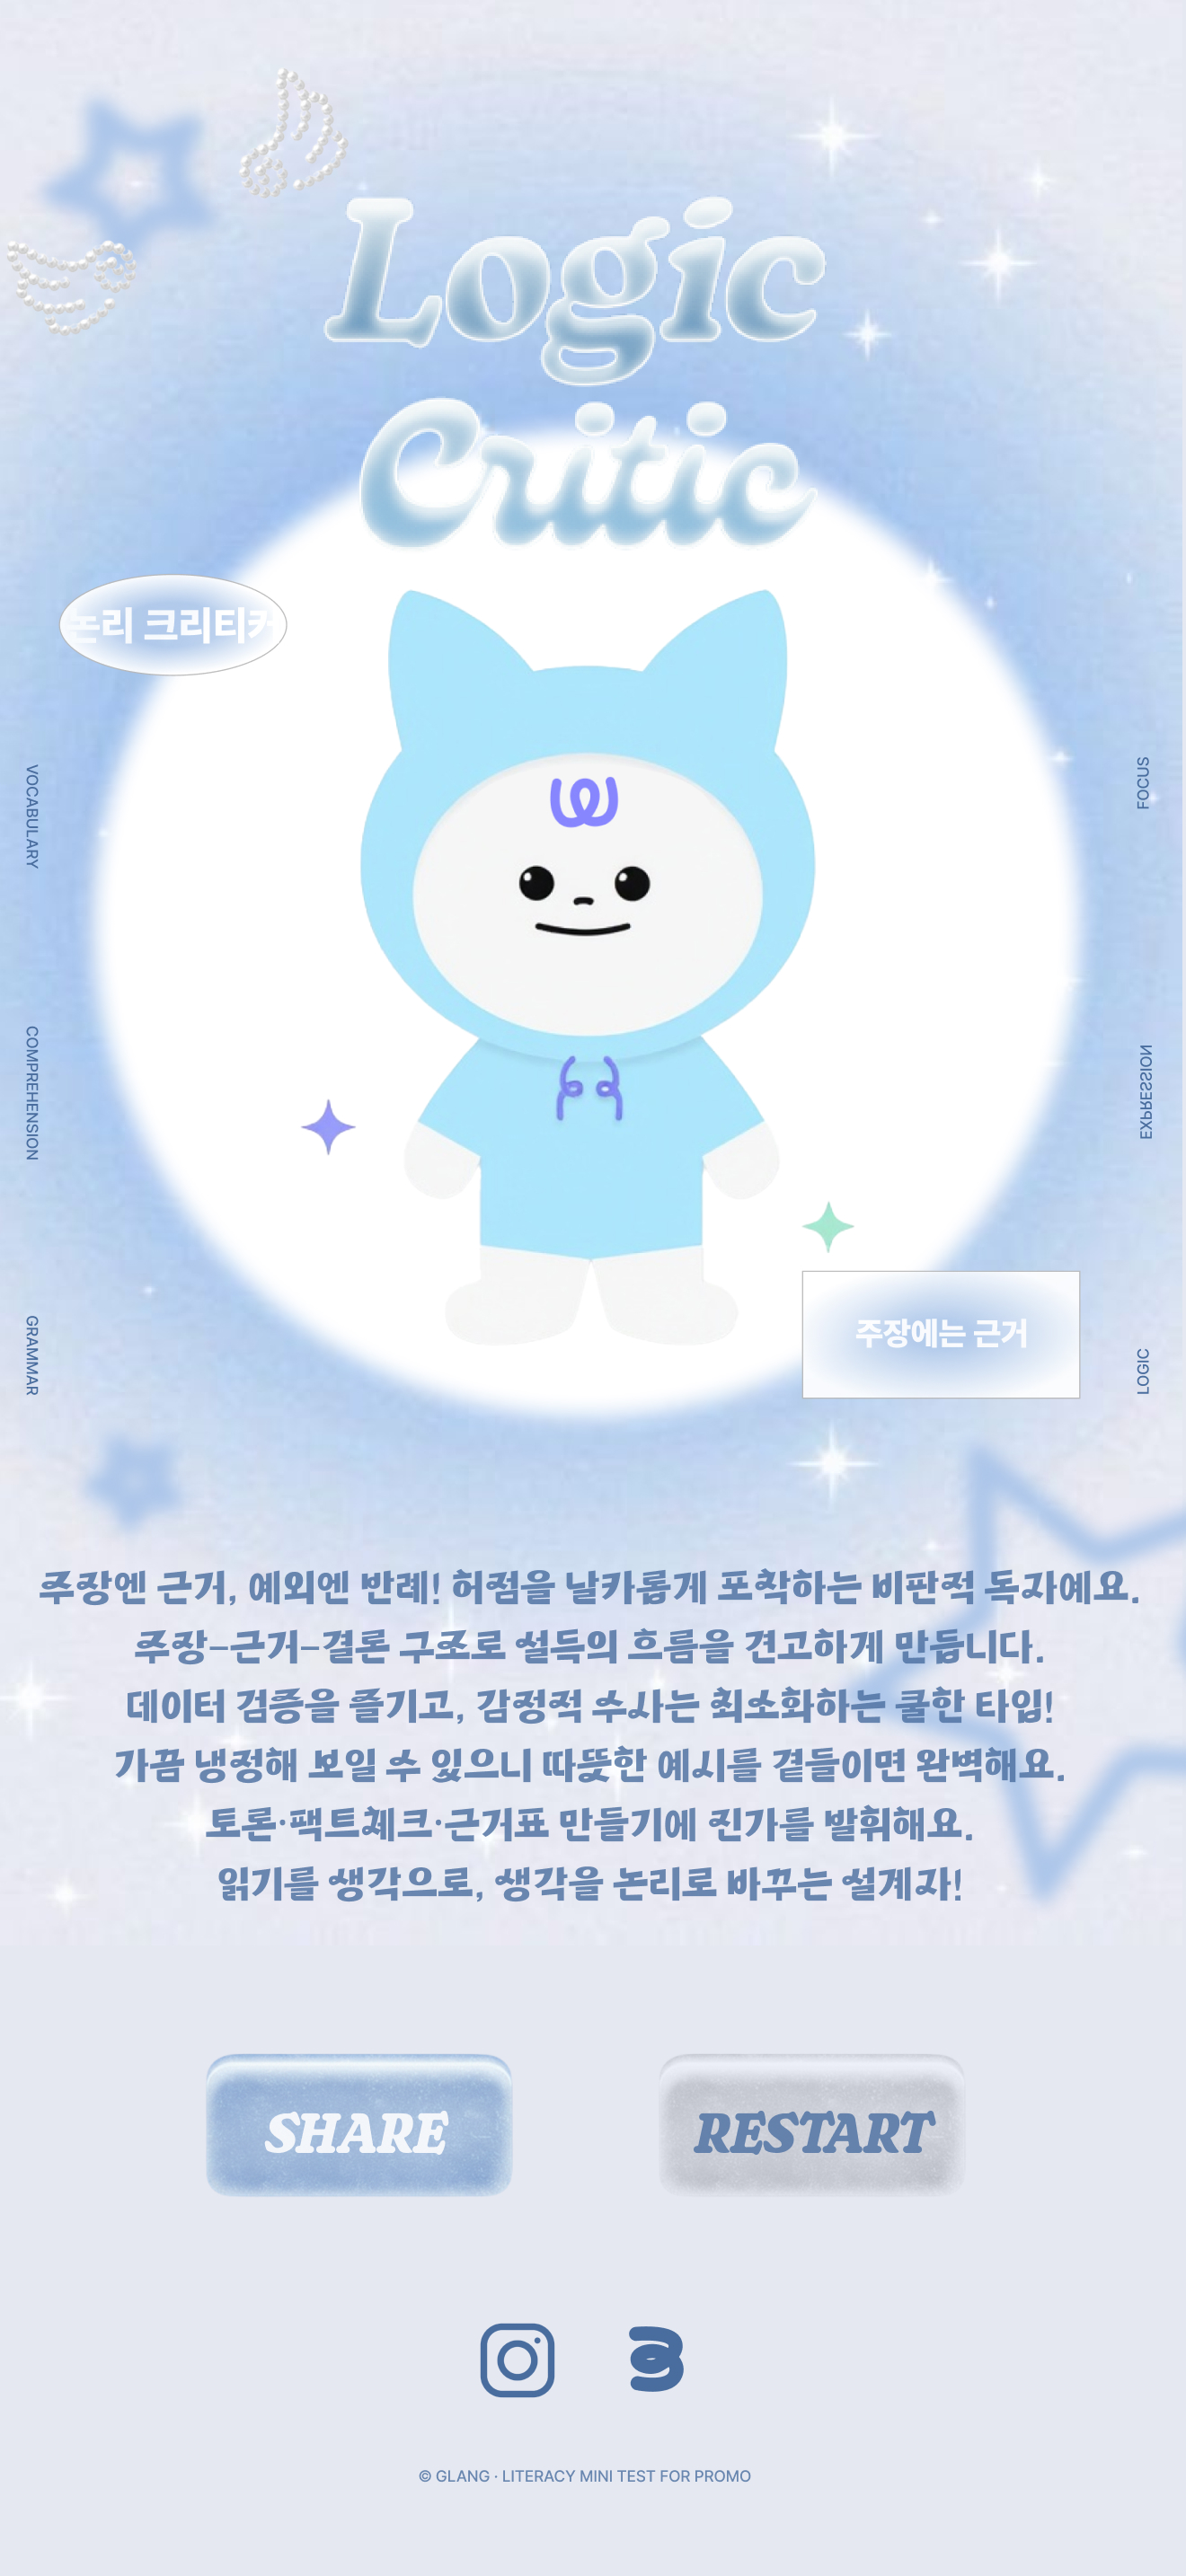 Logic
Critic
논리 크리티커
VOCABULARY
FOCUS
COMPREHENSION
EXPRESSION
GRAMMAR
주장에는 근거
LOGIC
주장엔 근거, 예외엔 반례! 허점을 날카롭게 포착하는 비판적 독자예요.
주장–근거–결론 구조로 설득의 흐름을 견고하게 만듭니다.
데이터 검증을 즐기고, 감정적 수사는 최소화하는 쿨한 타입!
가끔 냉정해 보일 수 있으니 따뜻한 예시를 곁들이면 완벽해요.
토론·팩트체크·근거표 만들기에 진가를 발휘해요.
읽기를 생각으로, 생각을 논리로 바꾸는 설계자!
SHARE
RESTART
© GLANG · LITERACY MINI TEST FOR PROMO